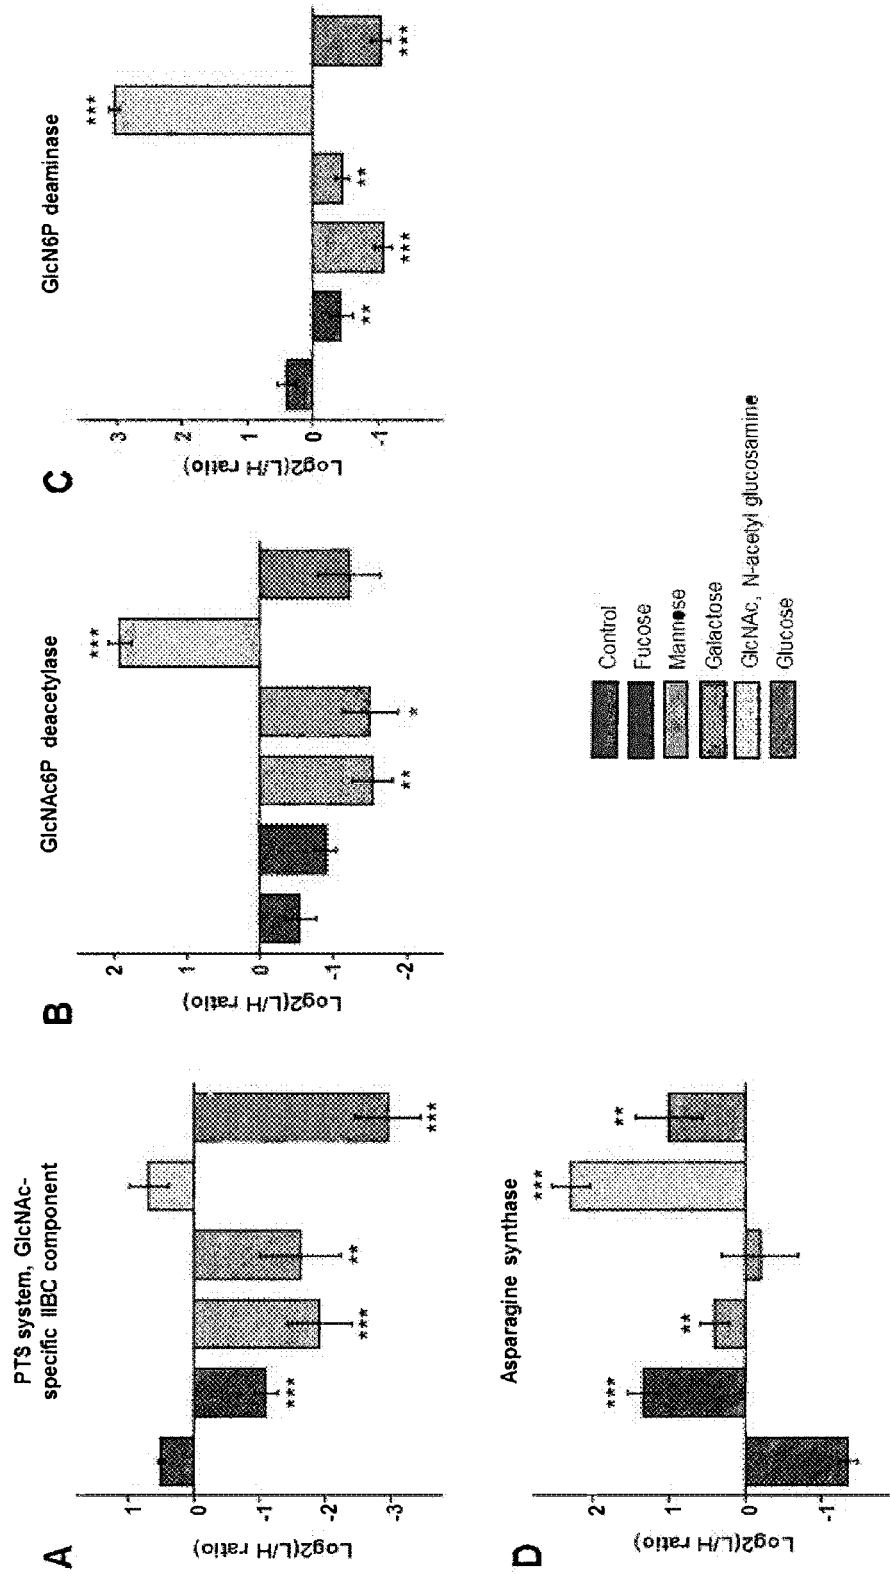 A
PTS system, GlcNAc-
specific IIBC component
Log2(L/H ratio)
1
0
-1
-2
-3
***
***
**
***
B
GlcNAc6P deacetylase
Log2(L/H ratio)
2
1
0
-1
-2
**
*
***
C
GlcN6P deaminase
Log2(L/H ratio)
3
2
1
0
-1
**
***
**
***
***
D
Asparagine synthase
Log2(L/H ratio)
2
1
0
-1
***
**
***
**
Control
Fucose
Mannose
Galactose
GlcNAc, N-acetyl glucosamine
Glucose